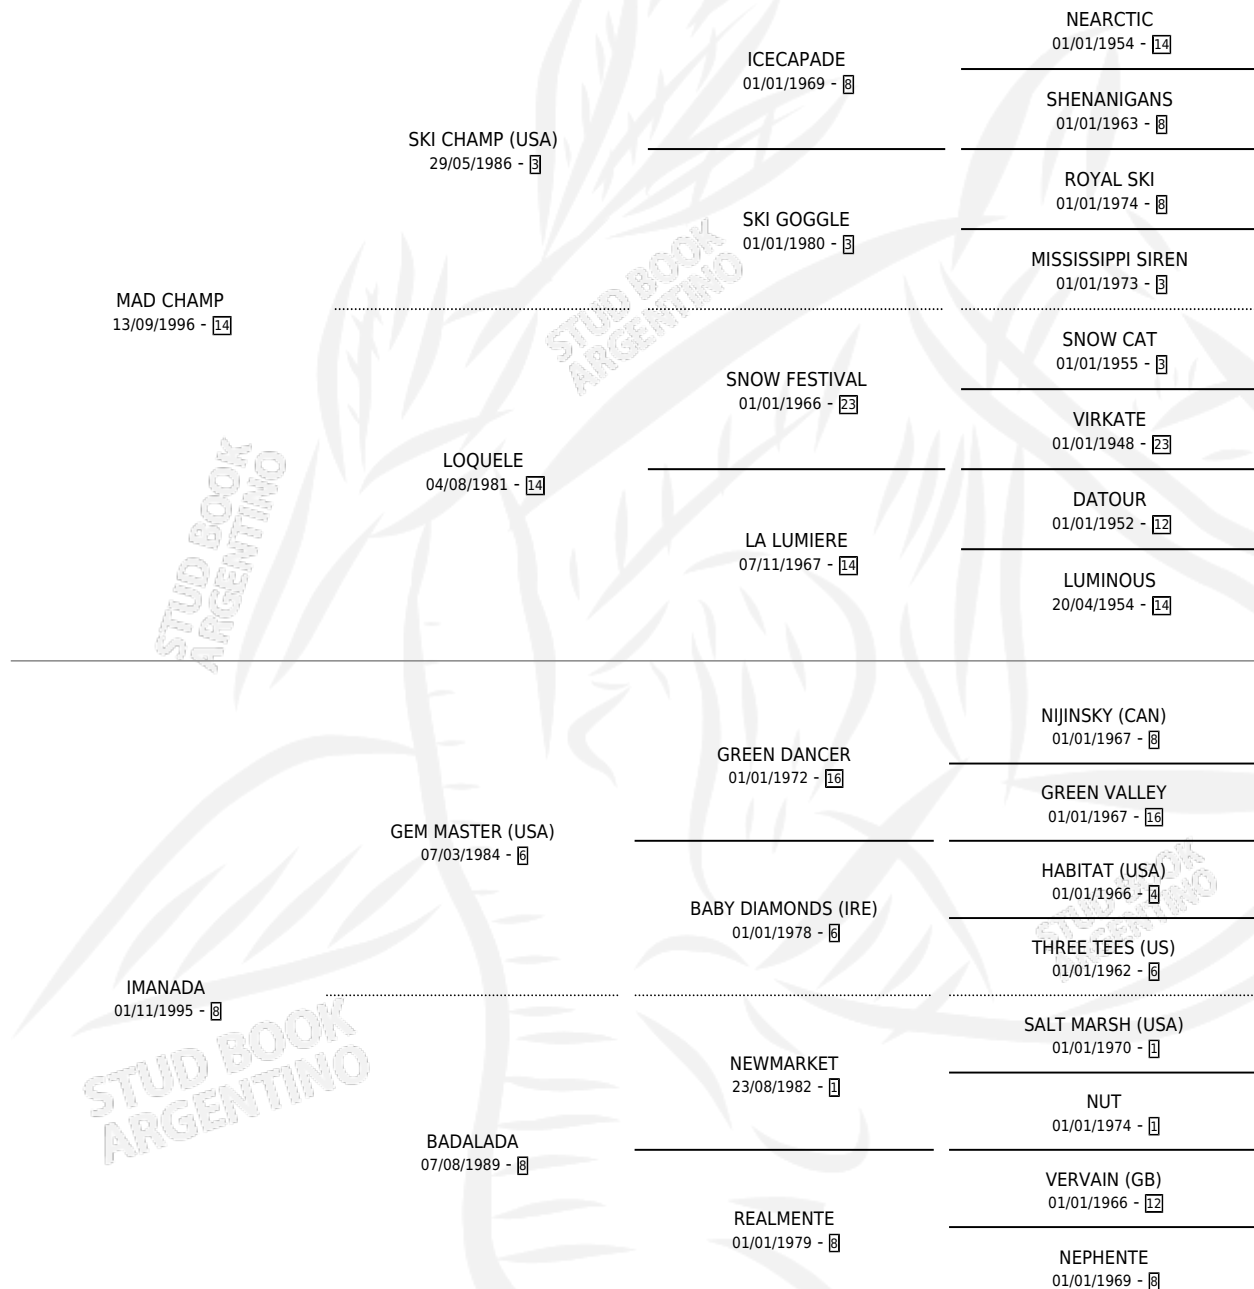 NEARCTIC
01/01/1954 - 14
ICECAPADE
01/01/1969 - 8
SHENANIGANS
01/01/1963 - 8
SKI CHAMP (USA)
29/05/1986 - 3
ROYAL SKI
01/01/1974 - 8
SKI GOGGLE
01/01/1980 - 3
MISSISSIPPI SIREN
01/01/1973 - 3
MAD CHAMP
13/09/1996 - 14
STUD BOOK
ARGENTINO
SNOW CAT
01/01/1955 - 3
SNOW FESTIVAL
01/01/1966 - 23
VIRKATE
01/01/1948 - 23
LOQUELE
04/08/1981 - 14
DATOUR
01/01/1952 - 12
LA LUMIERE
07/11/1967 - 14
LUMINOUS
20/04/1954 - 14
STUD BOOK
ARGENTINO
NIJINSKY (CAN)
01/01/1967 - 8
GREEN DANCER
01/01/1972 - 16
GREEN VALLEY
01/01/1967 - 16
GEM MASTER (USA)
07/03/1984 - 6
HABITAT (USA)
01/01/1966 - 4
BABY DIAMONDS (IRE)
01/01/1978 - 6
THREE TEES (US)
01/01/1962 - 6
STUD BOOK
ARGENTINO
IMANADA
01/11/1995 - 8
SALT MARSH (USA)
01/01/1970 - 1
NEWMARKET
23/08/1982 - 1
NUT
01/01/1974 - 1
STUD BOOK
ARGENTINO
BADALADA
07/08/1989 - 8
VERVAIN (GB)
01/01/1966 - 12
REALMENTE
01/01/1979 - 8
NEPHENTE
01/01/1969 - 8